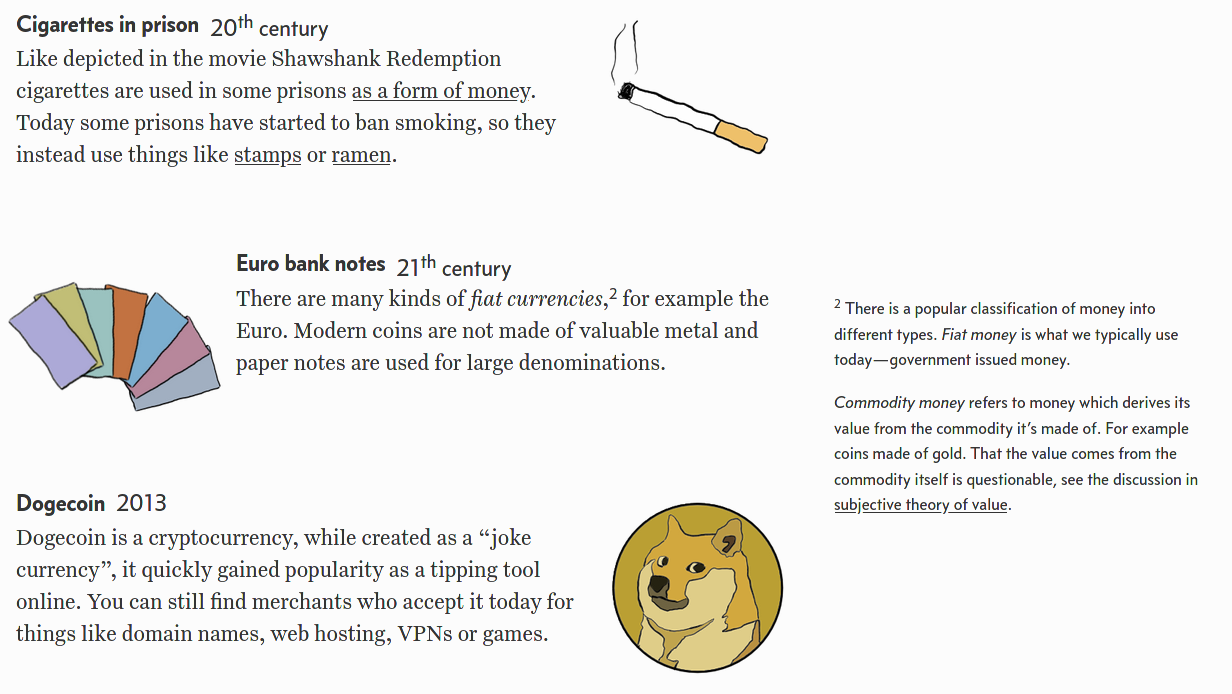 Cigarettes in prison 20th century
Like depicted in the movie Shawshank Redemption
cigarettes are used in some prisons as a form of money.
Today some prisons have started to ban smoking, so they
instead use things like stamps or ramen.
Euro bank notes 21th century
There are many kinds of fiat currencies,2 for example the
Euro. Modern coins are not made of valuable metal and
paper notes are used for large denominations.
2 There is a popular classification of money into
different types. Fiat money is what we typically use
today—government issued money.
Commodity money refers to money which derives its
value from the commodity it's made of. For example
coins made of gold. That the value comes from the
commodity itself is questionable, see the discussion in
subjective theory of value.
Dogecoin 2013
Dogecoin is a cryptocurrency, while created as a “joke
currency”, it quickly gained popularity as a tipping tool
online. You can still find merchants who accept it today for
things like domain names, web hosting, VPNs or games.